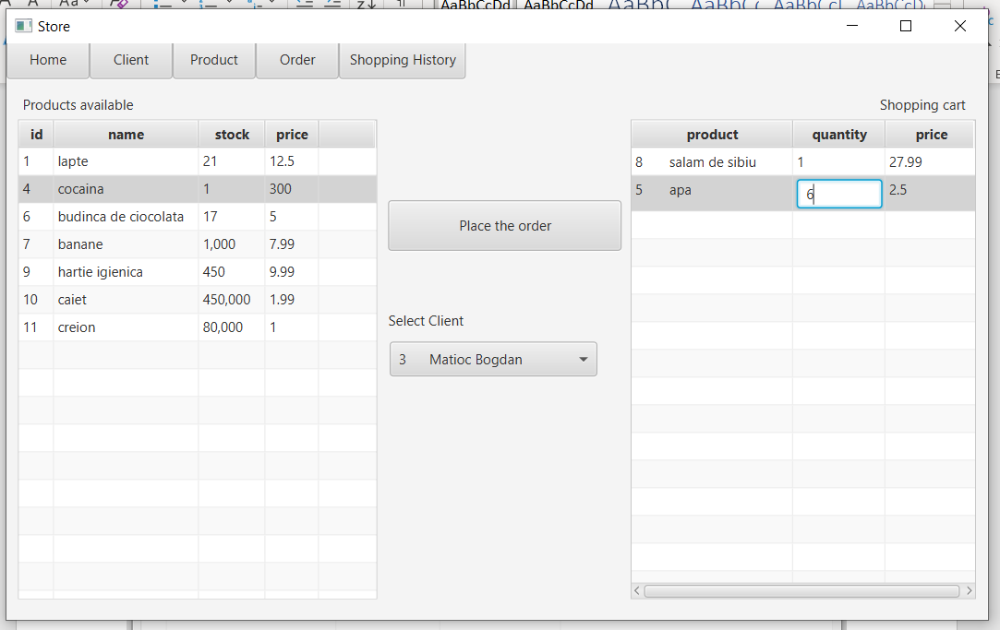 AaBbCcDd AaBbCcDd
Store
Home Client Product Order Shopping History
Products available
id name stock price
1 lapte 21 12.5
4 cocaina 1 300
6 budinca de ciocolata 17 5
7 banane 1,000 7.99
9 hartie igienica 450 9.99
10 caiet 450,000 1.99
11 creion 80,000 1
Place the order
Select Client
3 Matioc Bogdan
Shopping cart
product quantity price
8 salam de sibiu 1 27.99
5 apa 6 2.5